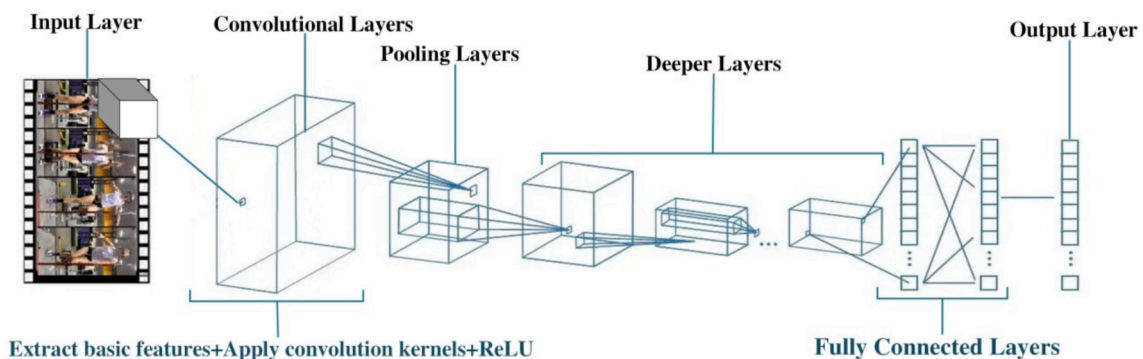 Input Layer
Convolutional Layers
Pooling Layers
Deeper Layers
Output Layer
Extract basic features+Apply convolution kernels+ReLU
Fully Connected Layers